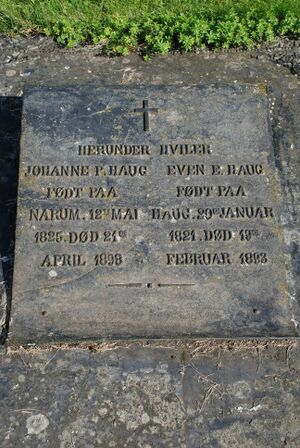 HERUNDER HVILER
JOHANNE P. HAUG
FØDT PAA
NARUM. 12TE MAI
1825. DØD 21DE
APRIL 1898
EVEN E. HAUG
FØDT PAA
HAUG. 29DE JANUAR
1821. DØD 19DE
FEBRUAR 1893